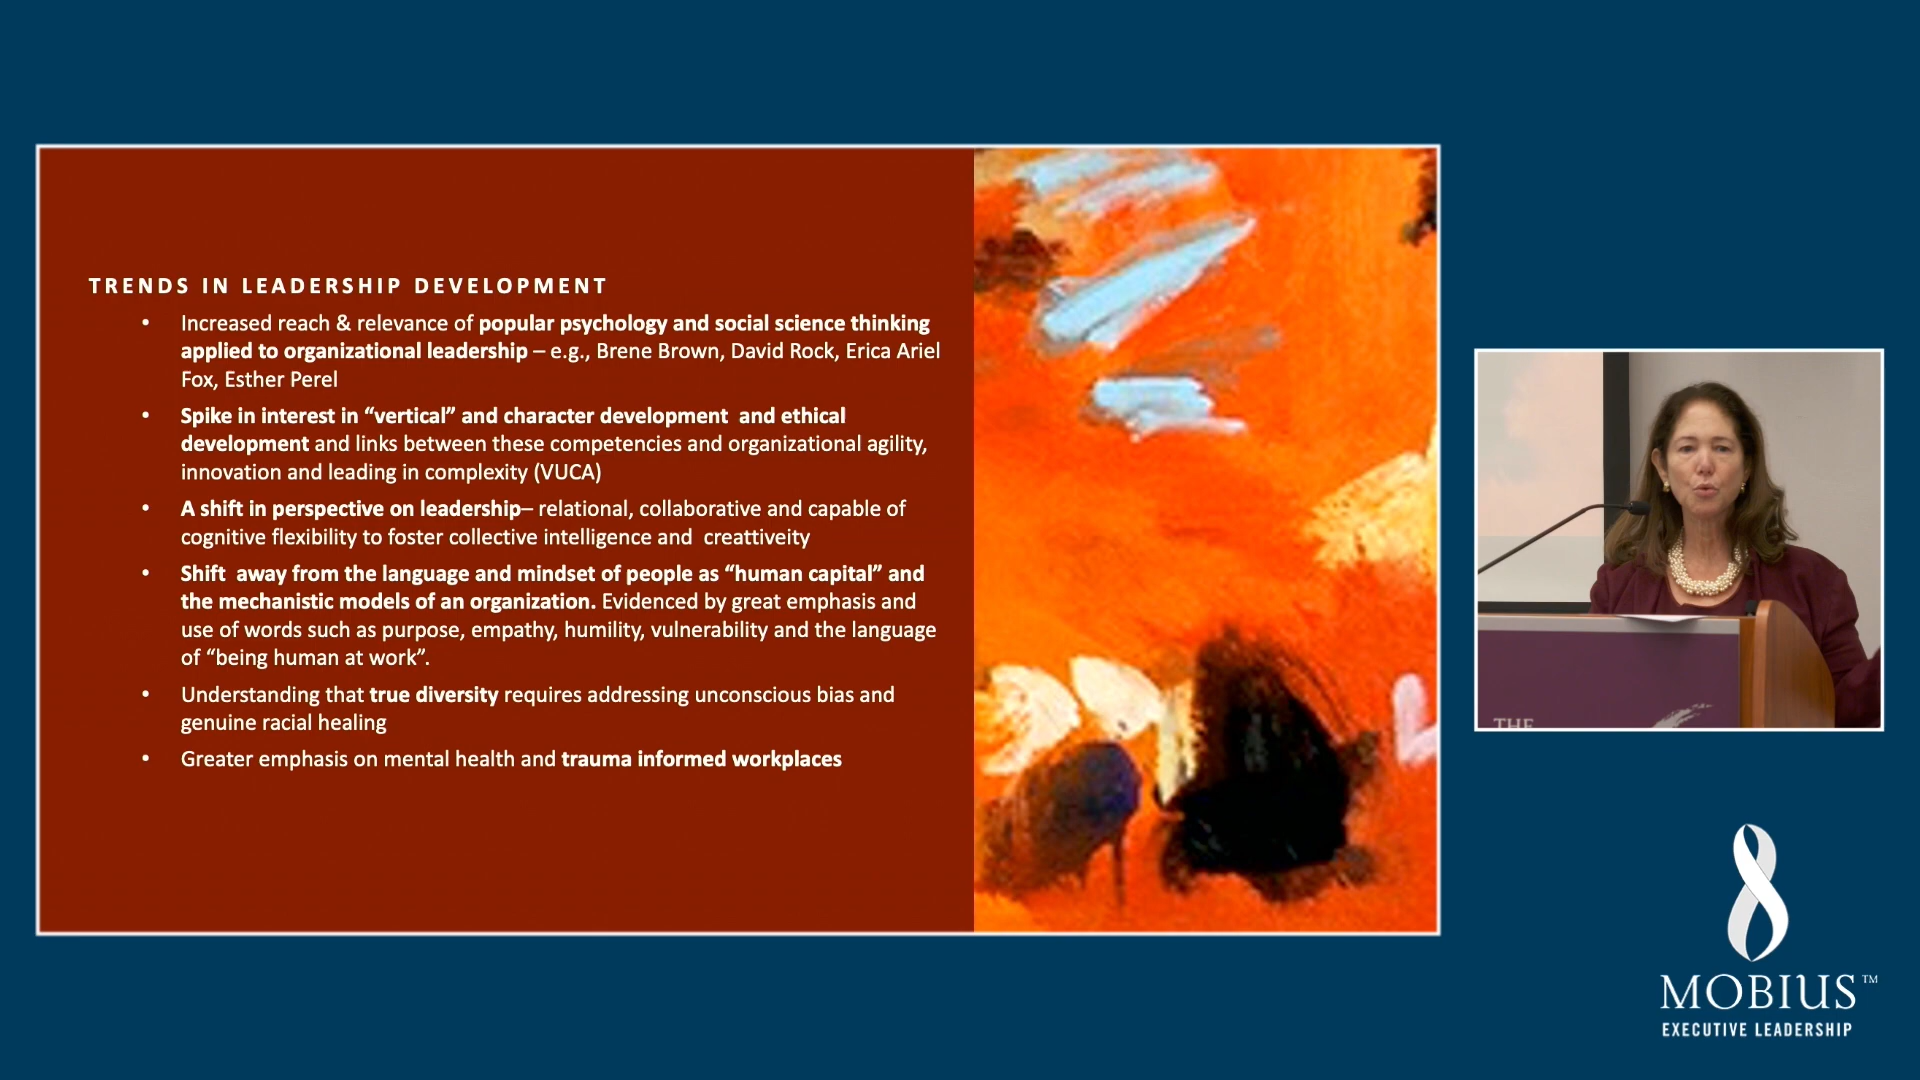 TRENDS IN LEADERSHIP DEVELOPMENT
• Increased reach & relevance of popular psychology and social science thinking
applied to organizational leadership – e.g., Brene Brown, David Rock, Erica Ariel
Fox, Esther Perel
• Spike in interest in “vertical” and character development  and ethical
development and links between these competencies and organizational agility,
innovation and leading in complexity (VUCA)
• A shift in perspective on leadership– relational, collaborative and capable of
cognitive flexibility to foster collective intelligence and  creattiveity
• Shift  away from the language and mindset of people as “human capital” and
the mechanistic models of an organization. Evidenced by great emphasis and
use of words such as purpose, empathy, humility, vulnerability and the language
of “being human at work”.
• Understanding that true diversity requires addressing unconscious bias and
genuine racial healing
• Greater emphasis on mental health and trauma informed workplaces
THE
MOBIUS™
EXECUTIVE LEADERSHIP